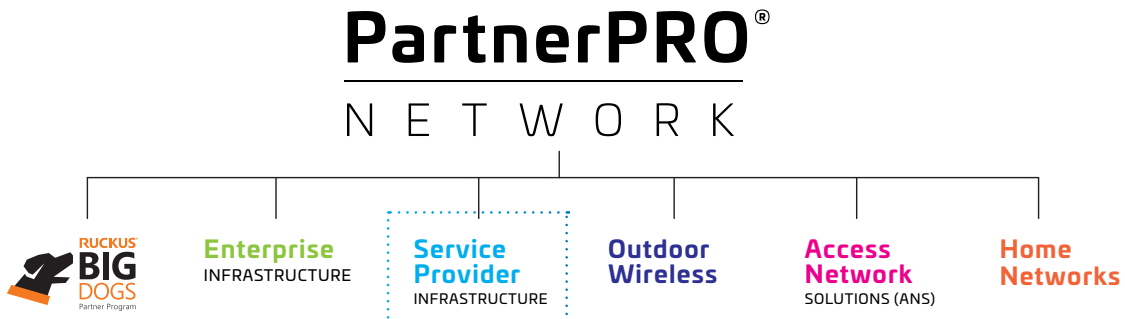 PartnerPRO®
NETWORK
RUCKUS®
BIG
DOGS
Partner Program
Enterprise
INFRASTRUCTURE
Service
Provider
INFRASTRUCTURE
Outdoor
Wireless
Access
Network
SOLUTIONS (ANS)
Home
Networks